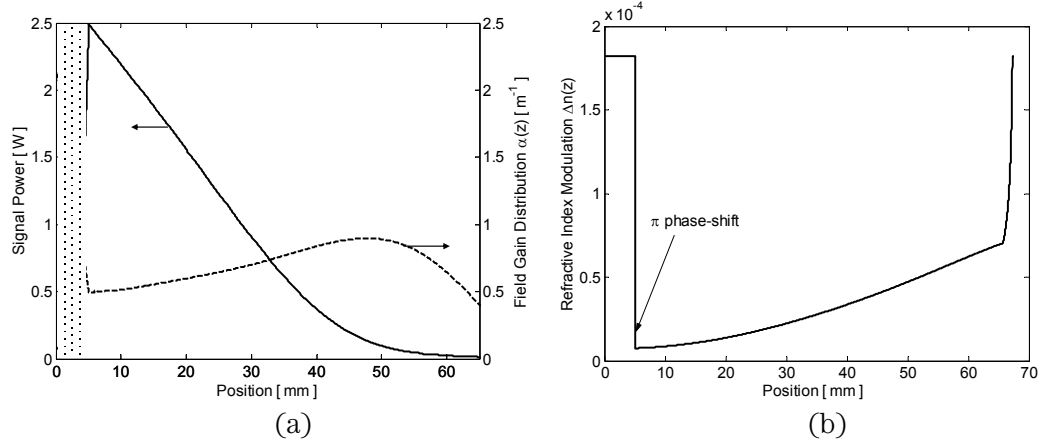 2.5
2
1.5
1
0.5
0
Signal Power [ W ]
0 10 20 30 40 50 60
Position [ mm ]
2.5
2
1.5
1
0.5
0
Field Gain Distribution α(z) [ m⁻¹ ]
(a)
x 10⁻⁴
2
1.5
1
0.5
0
Refractive Index Modulation Δn(z)
π phase-shift
0 10 20 30 40 50 60 70
Position [ mm ]
(b)